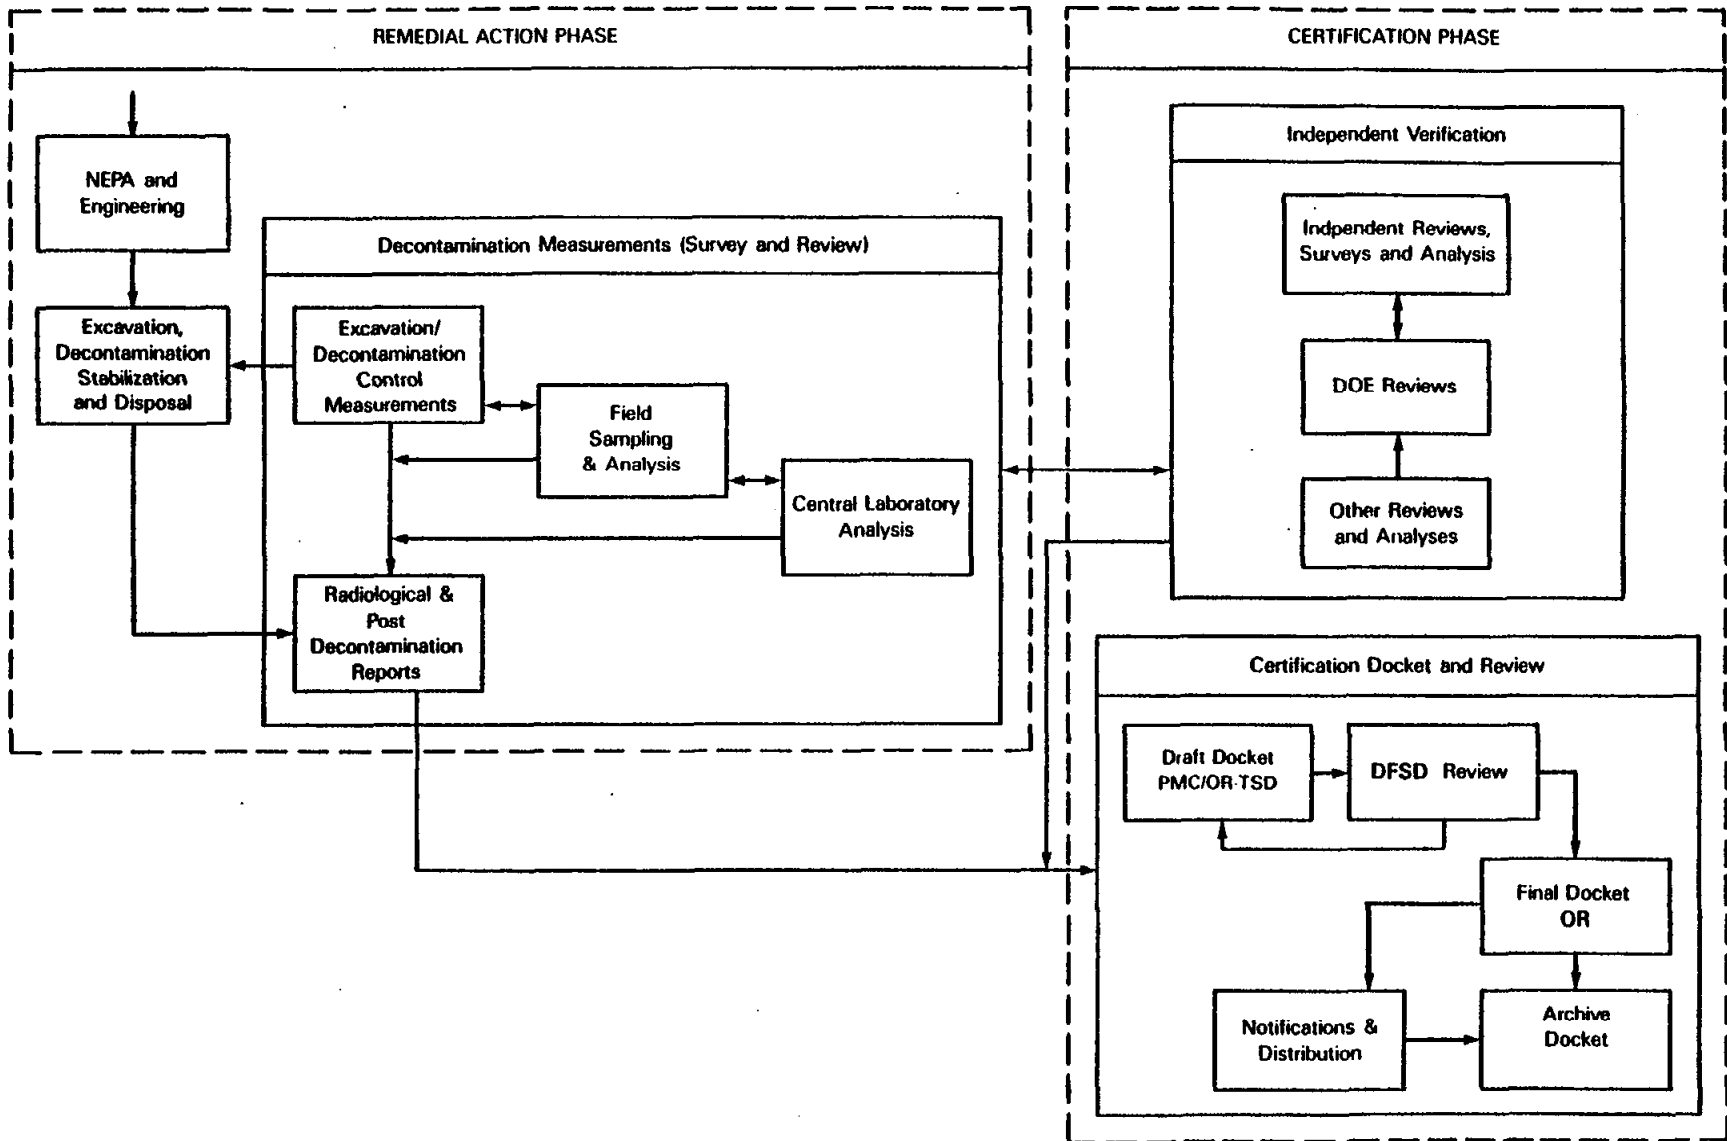 REMEDIAL ACTION PHASE
NEPA and
Engineering
Decontamination Measurements (Survey and Review)
Excavation,
Decontamination
Stabilization
and Disposal
Excavation/
Decontamination
Control
Measurements
Field
Sampling
& Analysis
Central Laboratory
Analysis
Radiological &
Post
Decontamination
Reports
CERTIFICATION PHASE
Independent Verification
Indpendent Reviews,
Surveys and Analysis
DOE Reviews
Other Reviews
and Analyses
Certification Docket and Review
Draft Docket
PMC/OR-TSD
DFSD Review
Final Docket
OR
Notifications &
Distribution
Archive
Docket